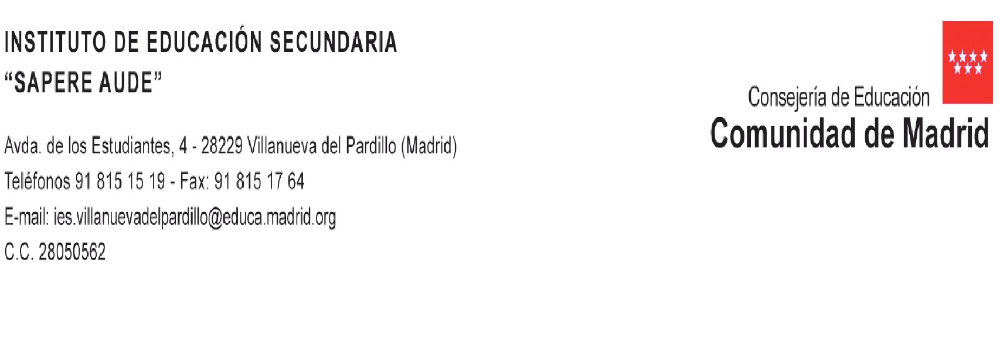 INSTITUTO DE EDUCACIÓN SECUNDARIA
“SAPERE AUDE”
Avda. de los Estudiantes, 4 - 28229 Villanueva del Pardillo (Madrid)
Teléfonos 91 815 15 19 - Fax: 91 815 17 64
E-mail: ies.villanuevadelpardillo@educa.madrid.org
C.C. 28050562
Consejería de Educación
Comunidad de Madrid